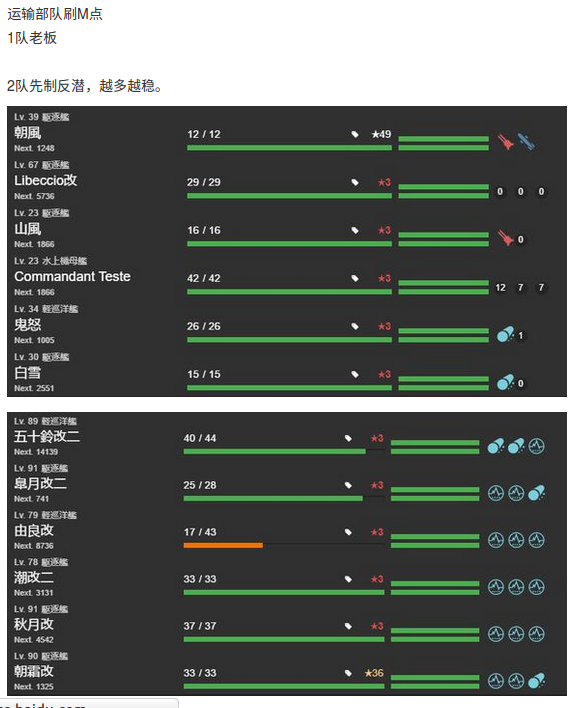 运输部队刷M点
1队老板
2队先制反潜，越多越稳。
Lv. 39 駆逐艦
朝風 12 / 12 ★49
Next. 1248
Lv. 67 駆逐艦
Libeccio改 29 / 29 ★3 0 0 0
Next. 5736
Lv. 23 駆逐艦
山風 16 / 16 ★3 0
Next. 1866
Lv. 23 水上機母艦
Commandant Teste 42 / 42 ★3 12 7 7
Next. 1866
Lv. 34 軽巡洋艦
鬼怒 26 / 26 ★3 1
Next. 1005
Lv. 30 駆逐艦
白雪 15 / 15 ★3 0
Next. 2551
Lv. 89 軽巡洋艦
五十鈴改二 40 / 44 ★3
Next. 14139
Lv. 91 駆逐艦
皐月改二 25 / 28 ★3
Next. 741
Lv. 79 軽巡洋艦
由良改 17 / 43 ★3
Next. 8736
Lv. 78 駆逐艦
潮改二 33 / 33 ★3
Next. 3131
Lv. 91 駆逐艦
秋月改 37 / 37 ★3
Next. 4542
Lv. 90 駆逐艦
朝霜改 33 / 33 ★36
Next. 1325